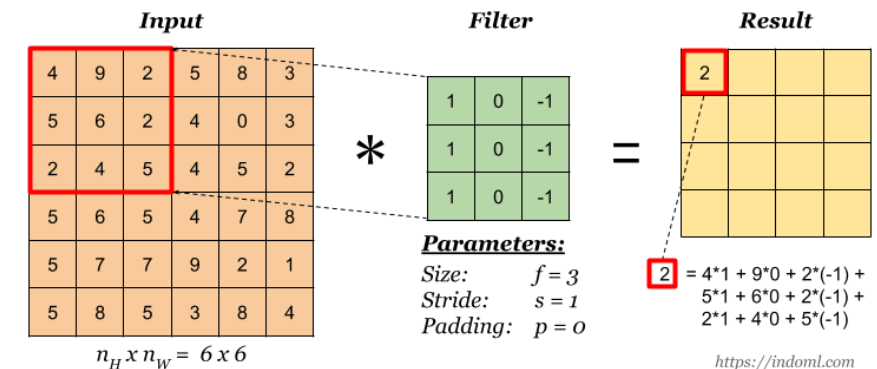 Input Filter Result
4 9 2 5 8 3
5 6 2 4 0 3
2 4 5 4 5 2
5 6 5 4 7 8
5 7 7 9 2 1
5 8 5 3 8 4
n_H x n_W = 6 x 6
*
1 0 -1
1 0 -1
1 0 -1
Parameters:
Size: f = 3
Stride: s = 1
Padding: p = 0
=
2
2 = 4*1 + 9*0 + 2*(-1) +
5*1 + 6*0 + 2*(-1) +
2*1 + 4*0 + 5*(-1)
https://indoml.com